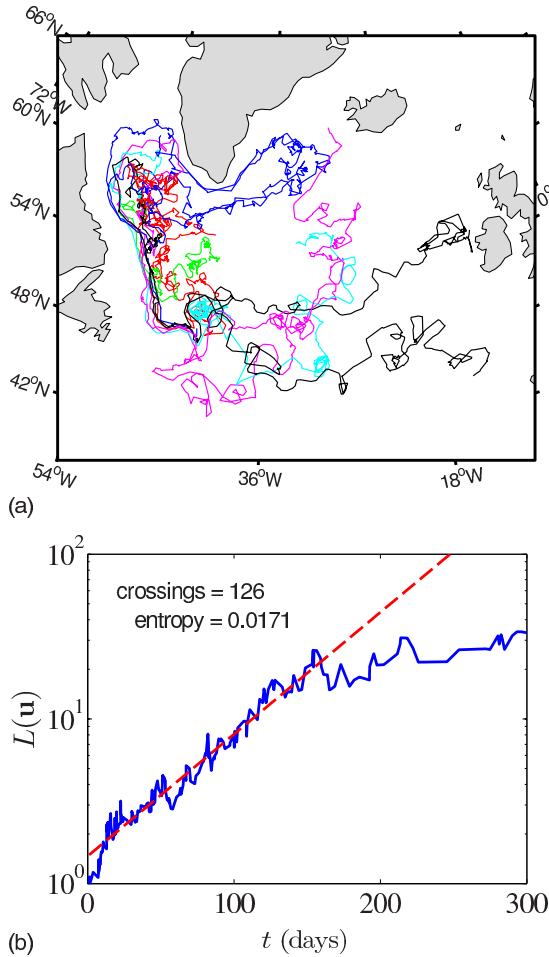 66°N
72°W
60°N
54°N
0°
48°N
42°N
54°W
36°W
18°W
(a)
10²
crossings = 126
entropy = 0.0171
L(u)
10¹
10⁰
0
100
200
300
t (days)
(b)